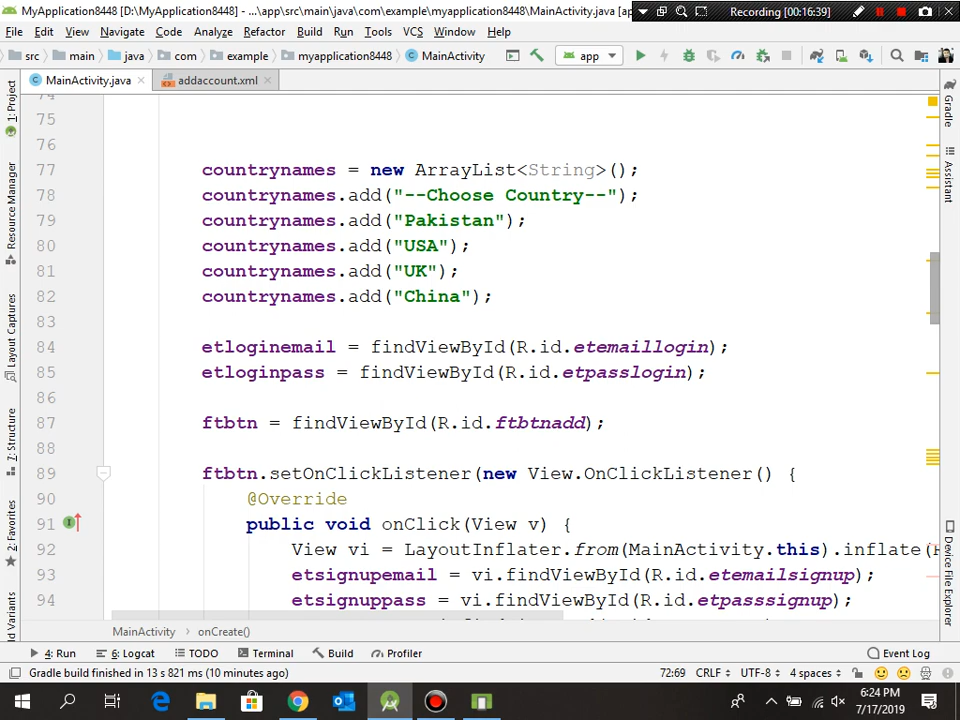 MyApplication8448 [D:\MyApplication8448] - ...\app\src\main\java\com\example\myapplication8448\MainActivity.java [ap
Recording [00:16:39]
File Edit View Navigate Code Analyze Refactor Build Run Tools VCS Window Help
src main java com example myapplication8448 MainActivity app
MainActivity.java addaccount.xml
1: Project
Resource Manager
Layout Captures
7: Structure
2: Favorites
74
75
76
77 countrynames = new ArrayList<String>();
78 countrynames.add("--Choose Country--");
79 countrynames.add("Pakistan");
80 countrynames.add("USA");
81 countrynames.add("UK");
82 countrynames.add("China");
83
84 etloginemail = findViewById(R.id.etemaillogin);
85 etloginpass = findViewById(R.id.etpasslogin);
86
87 ftbtn = findViewById(R.id.ftbtnadd);
88
89 ftbtn.setOnClickListener(new View.OnClickListener() {
90 @Override
91 public void onClick(View v) {
92 View vi = LayoutInflater.from(MainActivity.this).inflate(
93 etsignupemail = vi.findViewById(R.id.etemailsignup);
94 etsignuppass = vi.findViewById(R.id.etpasssignup);
Gradle
Assistant
Device File Explorer
MainActivity › onCreate()
4: Run 6: Logcat TODO Terminal Build Profiler Event Log
Gradle build finished in 13 s 821 ms (10 minutes ago) 72:69 CRLF UTF-8 4 spaces
6:24 PM
7/17/2019